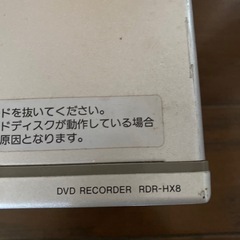 ドを抜いてください。
ドディスクが動作している場合
原因となります。
DVD RECORDER RDR-HX8